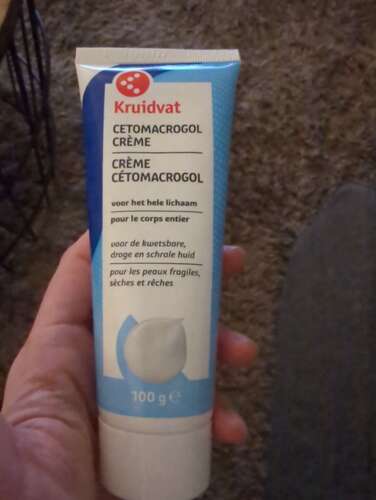 Kruidvat
CETOMACROGOL
CRÈME
CRÈME
CÉTOMACROGOL
voor het hele lichaam
pour le corps entier
voor de kwetsbare,
droge en schrale huid
pour les peaux fragiles,
sèches et rêches
100 g ℮